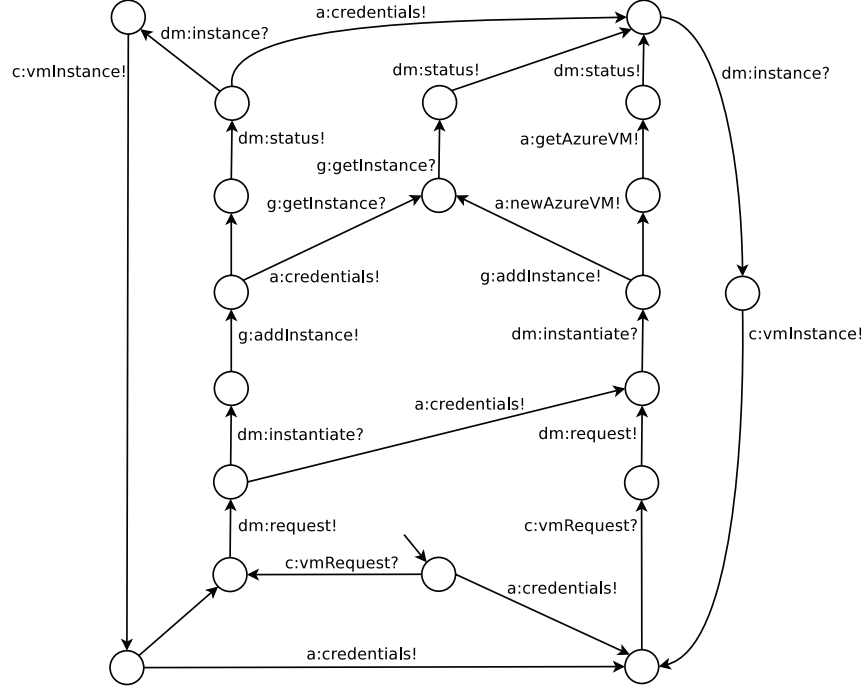 a:credentials!
dm:instance?
c:vmInstance!
dm:status!
dm:status!
dm:instance?
dm:status!
a:getAzureVM!
g:getInstance?
g:getInstance?
a:newAzureVM!
a:credentials!
g:addInstance!
g:addInstance!
dm:instantiate?
c:vmInstance!
a:credentials!
dm:instantiate?
dm:request!
dm:request!
c:vmRequest?
c:vmRequest?
a:credentials!
a:credentials!